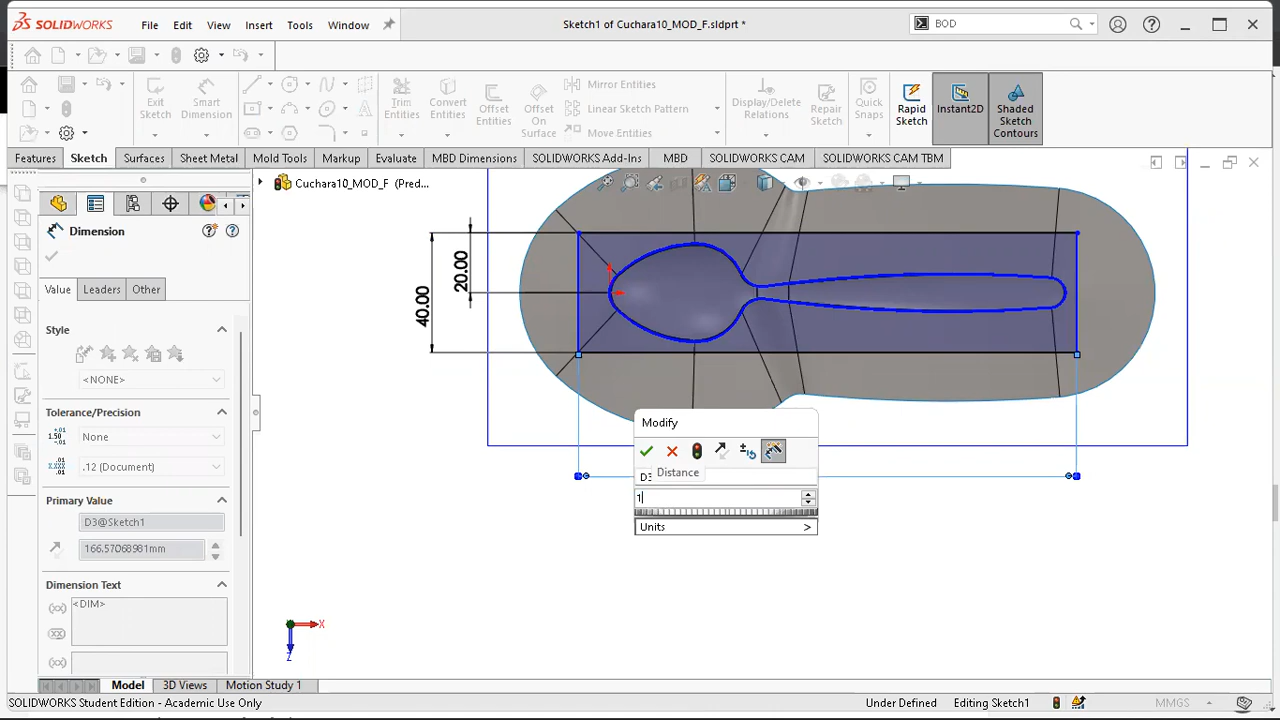 SOLIDWORKS
File
Edit
View
Insert
Tools
Window
Sketch1 of Cuchara10_MOD_F.sldprt *
BOD
Exit Sketch
Smart Dimension
Trim Entities
Convert Entities
Offset Entities
Offset On Surface
Mirror Entities
Linear Sketch Pattern
Move Entities
Display/Delete Relations
Repair Sketch
Quick Snaps
Rapid Sketch
Instant2D
Shaded Sketch Contours
Features
Sketch
Surfaces
Sheet Metal
Mold Tools
Markup
Evaluate
MBD Dimensions
SOLIDWORKS Add-Ins
MBD
SOLIDWORKS CAM
SOLIDWORKS CAM TBM
Cuchara10_MOD_F (Pred...
Dimension
Value
Leaders
Other
Style
<NONE>
Tolerance/Precision
None
.12 (Document)
Primary Value
D3@Sketch1
166.57068981mm
Dimension Text
<DIM>
20.00
40.00
Modify
Distance
D3
1
Units
X
Z
Model
3D Views
Motion Study 1
SOLIDWORKS Student Edition - Academic Use Only
Under Defined
Editing Sketch1
MMGS